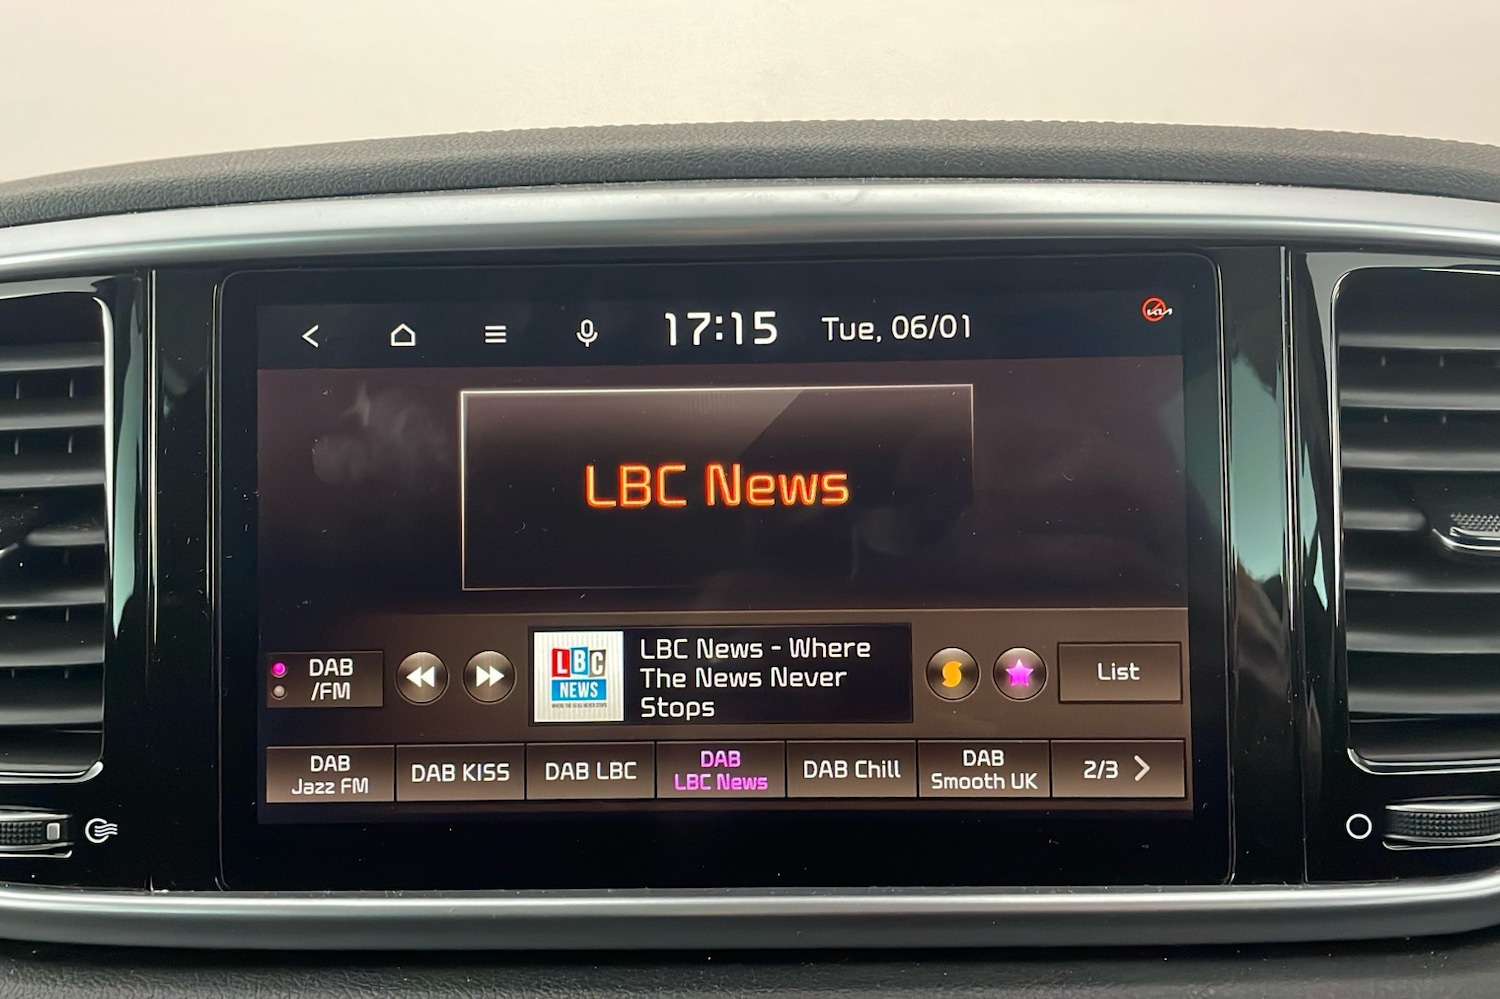 17:15 Tue, 06/01
LBC News
DAB
/FM
LBC
NEWS
LBC News - Where
The News Never
Stops
List
DAB
Jazz FM
DAB KISS
DAB LBC
DAB
LBC News
DAB Chill
DAB
Smooth UK
2/3